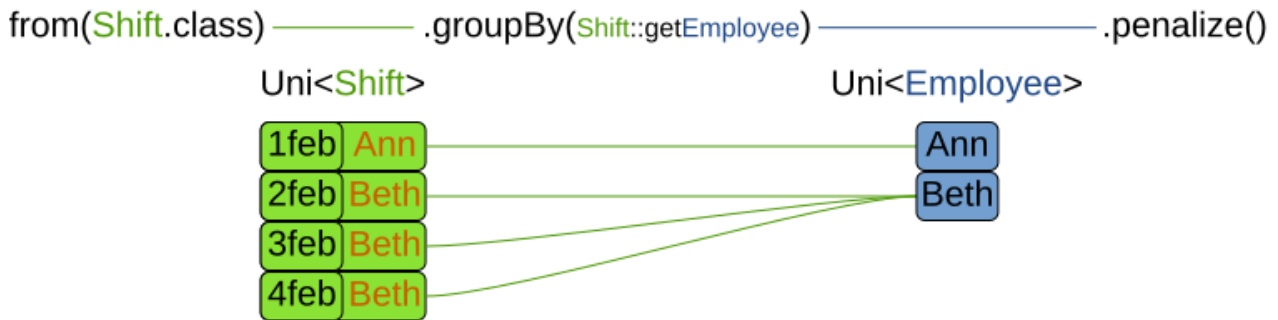 from(Shift.class) .groupBy(Shift::getEmployee) .penalize()
Uni<Shift> Uni<Employee>
1feb Ann Ann
2feb Beth Beth
3feb Beth
4feb Beth